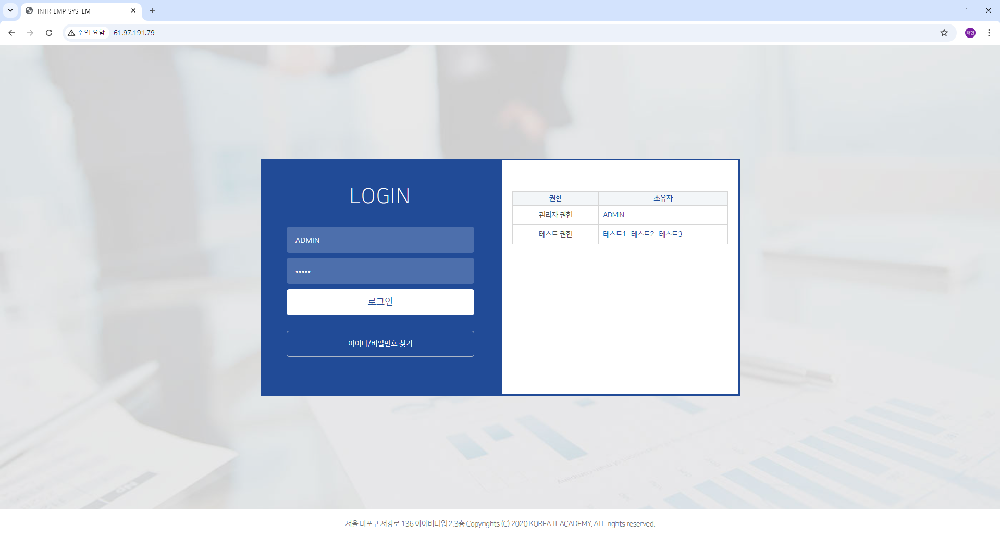 INTR EMP SYSTEM
주의 요함 61.97.191.79
태현
LOGIN
ADMIN
•••••
로그인
아이디/비밀번호 찾기
권한 소유자
관리자 권한 ADMIN
테스트 권한 테스트1 테스트2 테스트3
서울 마포구 서강로 136 아이비타워 2,3층 Copyrights (C) 2020 KOREA IT ACADEMY. ALL rights reserved.